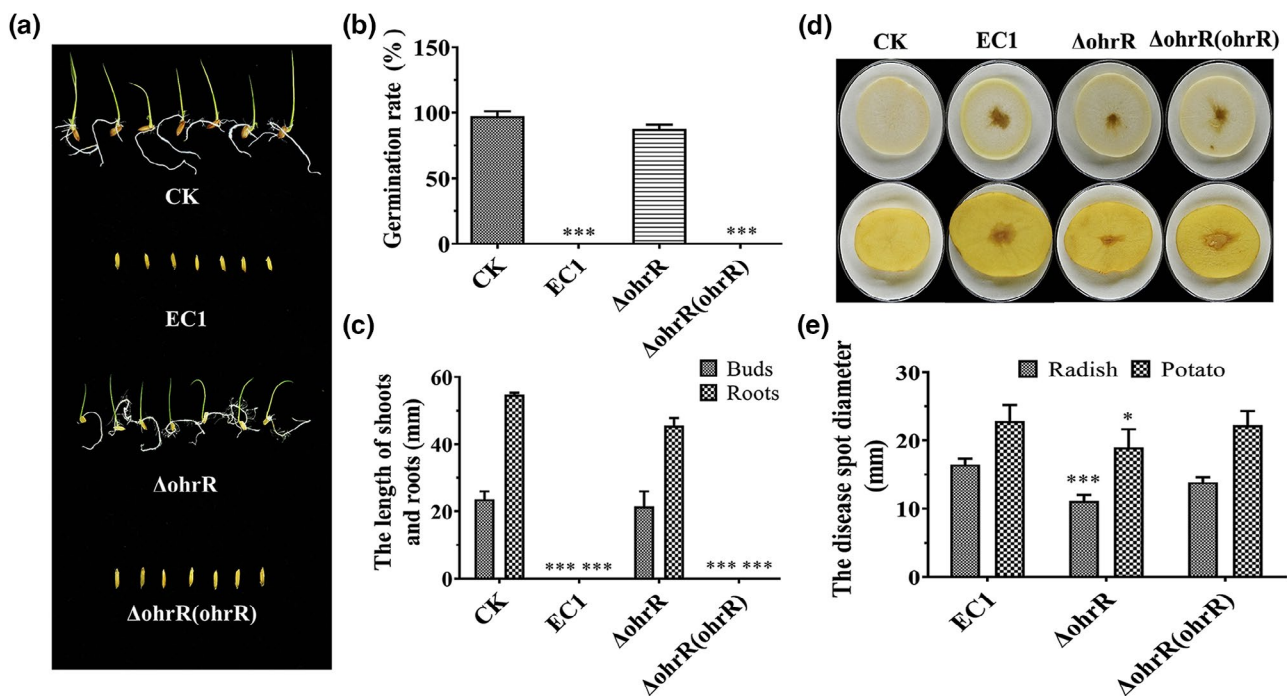 (a)
CK
EC1
ΔohrR
ΔohrR(ohrR)
(b)
Germination rate (%)
150
100
50
0
***
***
CK
EC1
ΔohrR
ΔohrR(ohrR)
(c)
The length of shoots
and roots (mm)
60
40
20
0
Buds
Roots
*** ***
*** ***
CK
EC1
ΔohrR
ΔohrR(ohrR)
(d)
CK
EC1
ΔohrR
ΔohrR(ohrR)
(e)
The disease spot diameter
(mm)
30
20
10
0
Radish
Potato
***
*
EC1
ΔohrR
ΔohrR(ohrR)